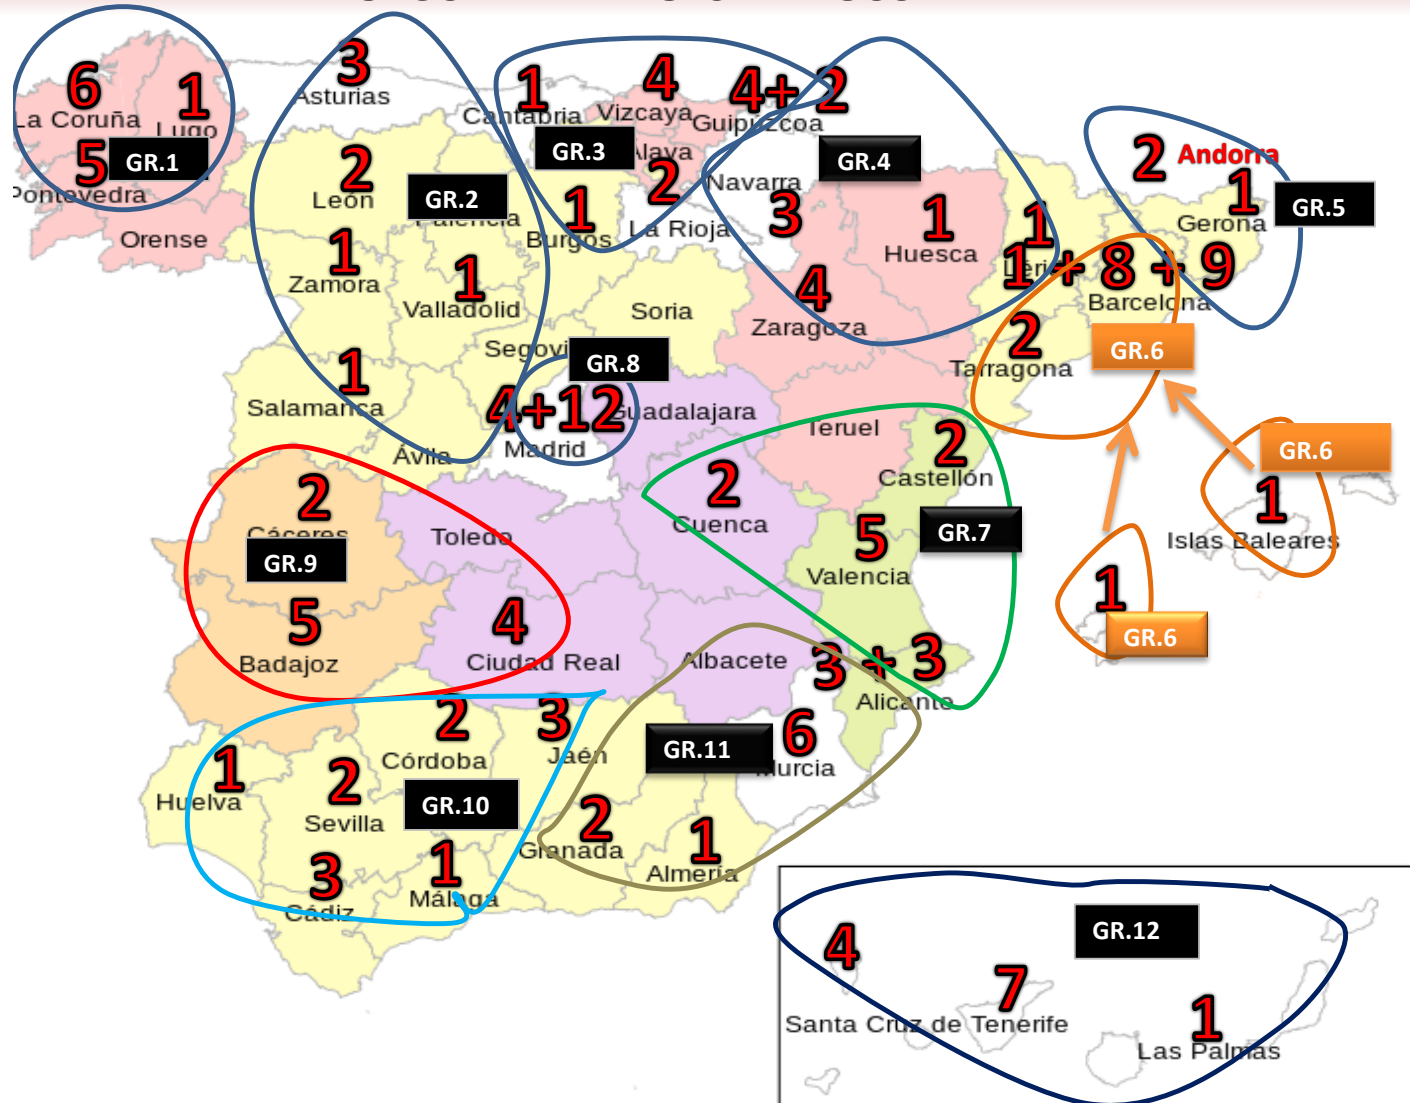 3
Asturias
6
1
La Coruña
Lugo
5
GR.1
Pontevedra
Orense
2
León
GR.2
Palencia
1
Zamora
1
Valladolid
Segovi
1
Salamanca
Ávila
1
Cantabria
4
Vizcaya
4+ 2
Guipúzcoa
GR.3
Alava
2
1
Burgos
La Rioja
Soria
GR.4
Navarra
3
1
Huesca
4
Zaragoza
Teruel
2 Andorra
1
Gerona
GR.5
1
1 + 8 + 9
Léri
Barcelona
2
Tarragona
GR.6
GR.8
4+12
Madrid
Guadalajara
GR.6
1
Islas Baleares
1
GR.6
2
Castellón
2
Cuenca
GR.7
5
Valencia
3 + 3
Alicante
2
Cáceres
GR.9
5
Badajoz
Toledo
4
Ciudad Real
Albacete
GR.11
6
Murcia
2
Granada
1
Almería
2
Córdoba
3
Jaén
1
Huelva
2
Sevilla
GR.10
3
Cádiz
1
Málaga
GR.12
4
7
Santa Cruz de Tenerife
1
Las Palmas